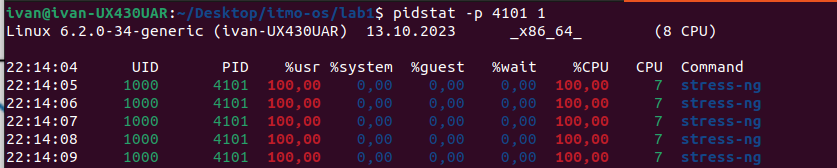 ivan@ivan-UX430UAR:~/Desktop/itmo-os/lab1$ pidstat -p 4101 1
Linux 6.2.0-34-generic (ivan-UX430UAR) 13.10.2023 _x86_64_ (8 CPU)
22:14:04 UID PID %usr %system %guest %wait %CPU CPU Command
22:14:05 1000 4101 100,00 0,00 0,00 0,00 100,00 7 stress-ng
22:14:06 1000 4101 100,00 0,00 0,00 0,00 100,00 7 stress-ng
22:14:07 1000 4101 100,00 0,00 0,00 0,00 100,00 7 stress-ng
22:14:08 1000 4101 100,00 0,00 0,00 0,00 100,00 7 stress-ng
22:14:09 1000 4101 100,00 0,00 0,00 0,00 100,00 7 stress-ng